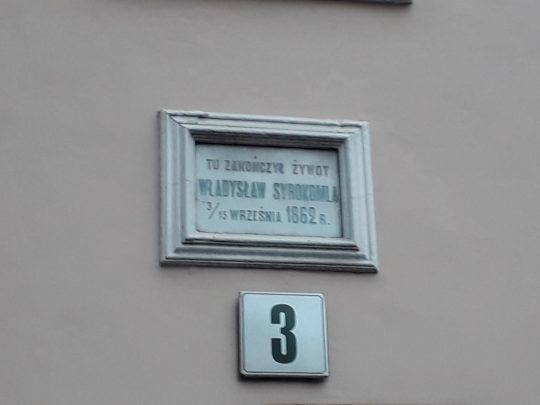 TU ZAKOŃCZYŁ ŻYWOT
WŁADYSŁAW SYROKOMLA
3/15 WRZEŚNIA 1862 R.
3